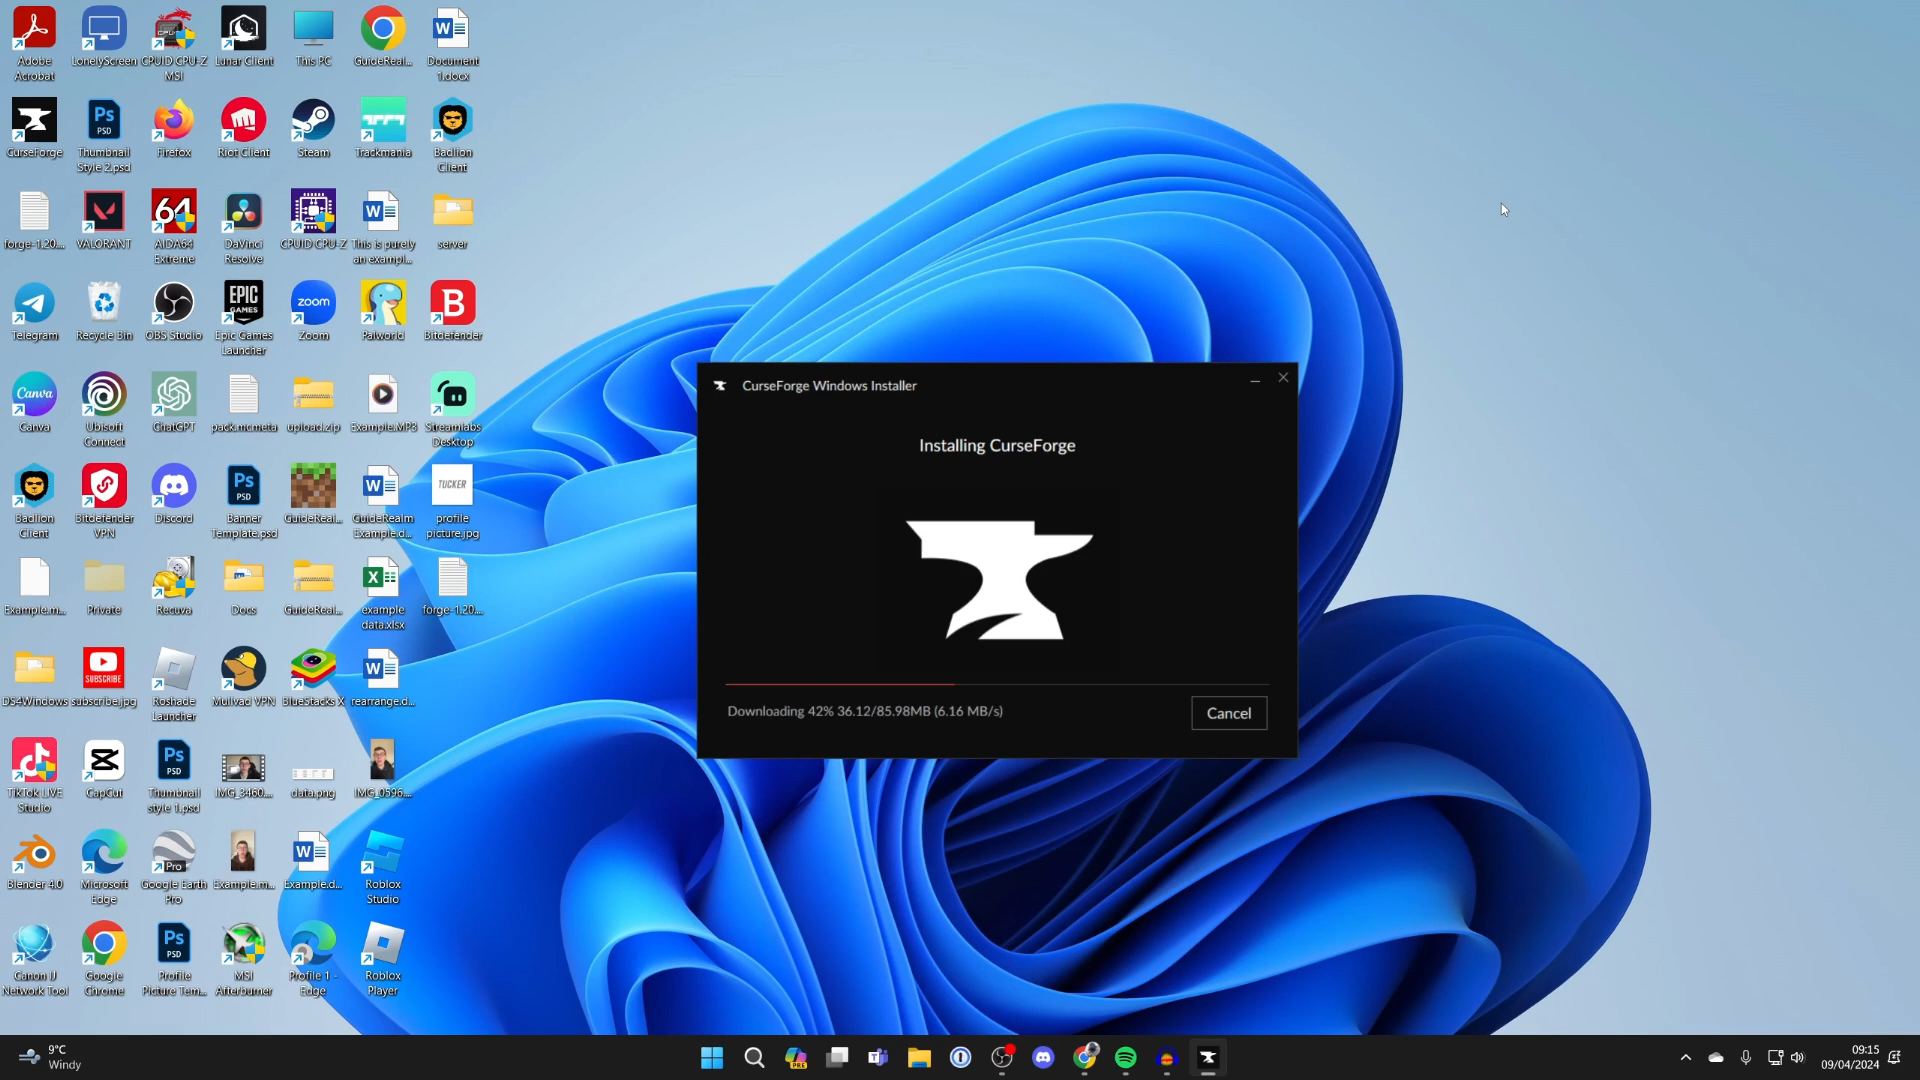 Adobe Acrobat
LonelyScreen
CPUID CPU-Z MSI
Lunar Client
This PC
GuideReal...
Document 1.docx
CurseForge
Thumbnail Style 2.psd
Firefox
Riot Client
Steam
Trackmania
Badlion Client
forge-1.20....
VALORANT
AIDA64 Extreme
DaVinci Resolve
CPUID CPU-Z
This is purely an exampl...
server
Telegram
Recycle Bin
OBS Studio
Epic Games Launcher
Zoom
Palworld
Bitdefender
Canva
Ubisoft Connect
ChatGPT
pack.mcmeta
upload.zip
Example.MP3
Streamlabs Desktop
Badlion Client
Bitdefender VPN
Discord
Banner Template.psd
GuideReal...
GuideRealm Example.d...
profile picture.jpg
Example.m...
Private
Recuva
Docs
GuideReal...
example data.xlsx
forge-1.20....
DS4Windows
subscribe.jpg
Roshade Launcher
Mullvad VPN
BlueStacks X
rearrange.d...
TikTok LIVE Studio
CapCut
Thumbnail style 1.psd
IMG_3460....
data.png
IMG_0596....
Blender 4.0
Microsoft Edge
Google Earth Pro
Example.m...
Example.d...
Roblox Studio
Canon IJ Network Tool
Google Chrome
Profile Picture Tem...
MSI Afterburner
Profile 1 - Edge
Roblox Player
CurseForge Windows Installer
Installing CurseForge
Downloading 42% 36.12/85.98MB (6.16 MB/s)
Cancel
9°C
Windy
09:15
09/04/2024